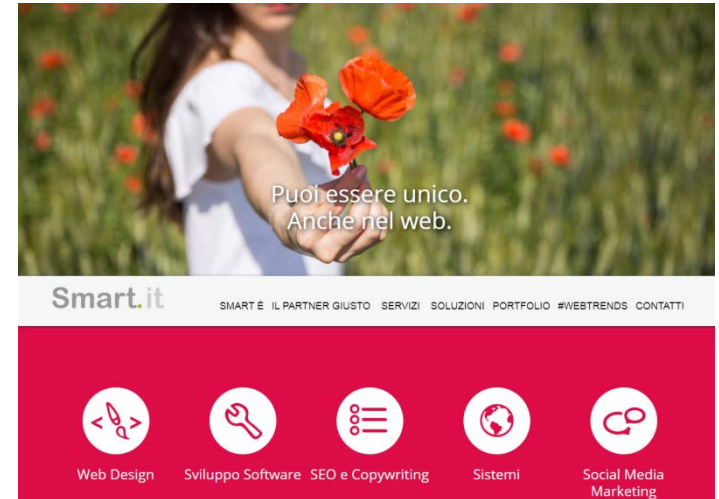 Puoi essere unico.
Anche nel web.
Smart.it
SMART È IL PARTNER GIUSTO SERVIZI SOLUZIONI PORTFOLIO #WEBTRENDS CONTATTI
Web Design
Sviluppo Software
SEO e Copywriting
Sistemi
Social Media
Marketing